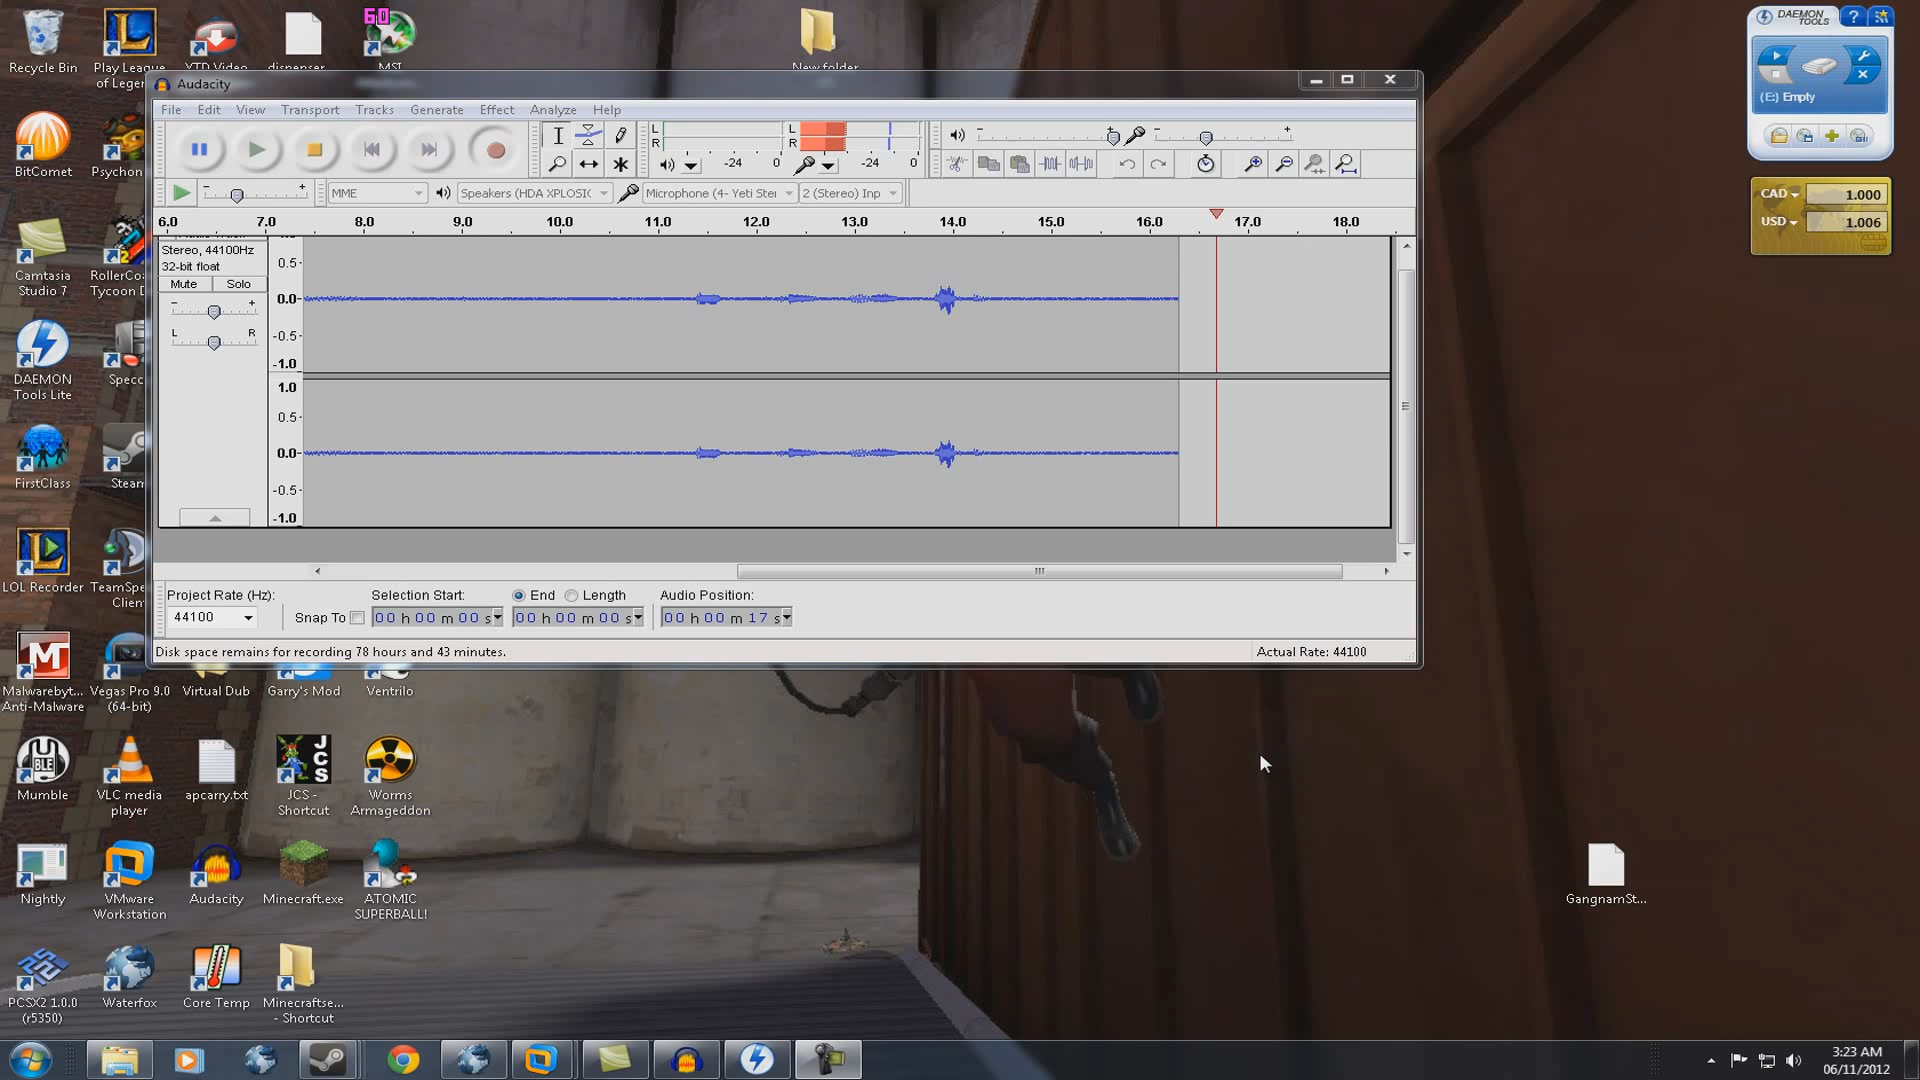 60
Recycle Bin
Play League
of Leger
YTD Video
dispenser
MSI
New folder
DAEMON
TOOLS
(E:) Empty
CAD
1.000
USD
1.006
Audacity
File Edit View Transport Tracks Generate Effect Analyze Help
L
R
-24 0
L
R
-24 0
MME
Speakers (HDA XPLOSIC
Microphone (4- Yeti Ster
2 (Stereo) Inp
6.0 7.0 8.0 9.0 10.0 11.0 12.0 13.0 14.0 15.0 16.0 17.0 18.0
Stereo, 44100Hz
32-bit float
Mute Solo
L R
0.5
0.0
-0.5
-1.0
1.0
0.5
0.0
-0.5
-1.0
Project Rate (Hz):
44100
Snap To
Selection Start:
00 h 00 m 00 s
End
Length
00 h 00 m 00 s
Audio Position:
00 h 00 m 17 s
Disk space remains for recording 78 hours and 43 minutes.
Actual Rate: 44100
BitComet
Psychon
Camtasia
Studio 7
RollerCoa
Tycoon D
DAEMON
Tools Lite
Specc
FirstClass
Steam
LOL Recorder
TeamSpe
Client
Malwarebyt...
Anti-Malware
Vegas Pro 9.0
(64-bit)
Virtual Dub
Garry's Mod
Ventrilo
Mumble
VLC media
player
apcarry.txt
JCS
JCS -
Shortcut
Worms
Armageddon
Nightly
VMware
Workstation
Audacity
Minecraft.exe
ATOMIC
SUPERBALL!
PCSX2 1.0.0
(r5350)
Waterfox
Core Temp
Minecraftse...
- Shortcut
GangnamSt...
3:23 AM
06/11/2012